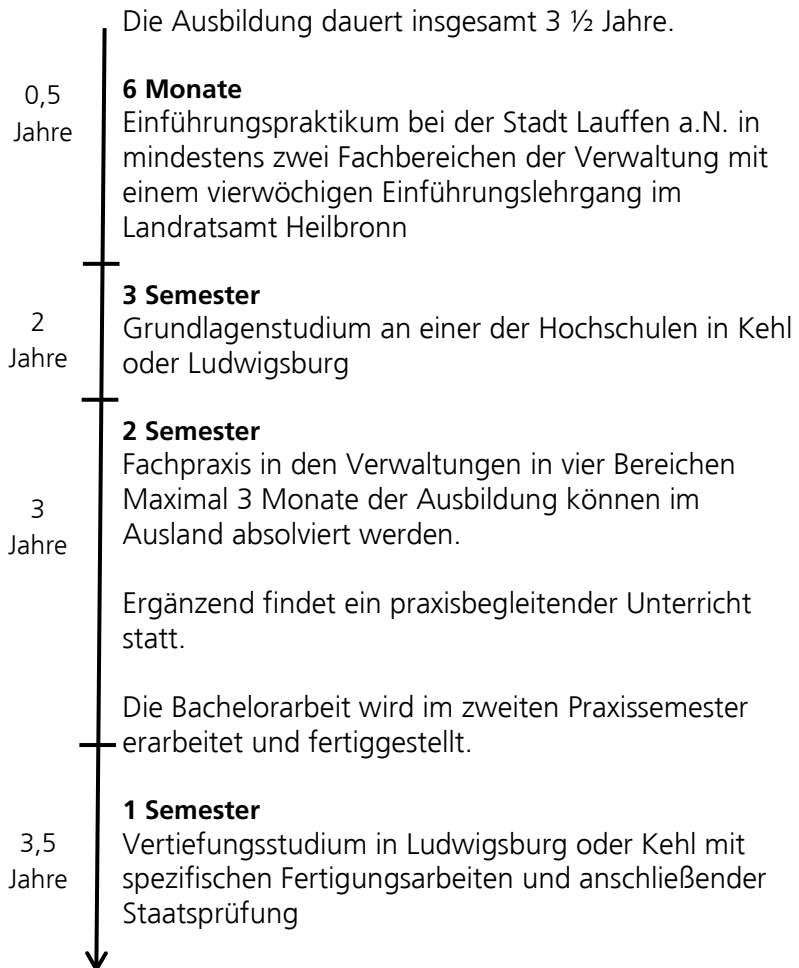 Die Ausbildung dauert insgesamt 3 ½ Jahre.
0,5
Jahre
6 Monate
Einführungspraktikum bei der Stadt Lauffen a.N. in
mindestens zwei Fachbereichen der Verwaltung mit
einem vierwöchigen Einführungslehrgang im
Landratsamt Heilbronn
2
Jahre
3 Semester
Grundlagenstudium an einer der Hochschulen in Kehl
oder Ludwigsburg
3
Jahre
2 Semester
Fachpraxis in den Verwaltungen in vier Bereichen
Maximal 3 Monate der Ausbildung können im
Ausland absolviert werden.
Ergänzend findet ein praxisbegleitender Unterricht
statt.
Die Bachelorarbeit wird im zweiten Praxissemester
erarbeitet und fertiggestellt.
3,5
Jahre
1 Semester
Vertiefungsstudium in Ludwigsburg oder Kehl mit
spezifischen Fertigungsarbeiten und anschließender
Staatsprüfung